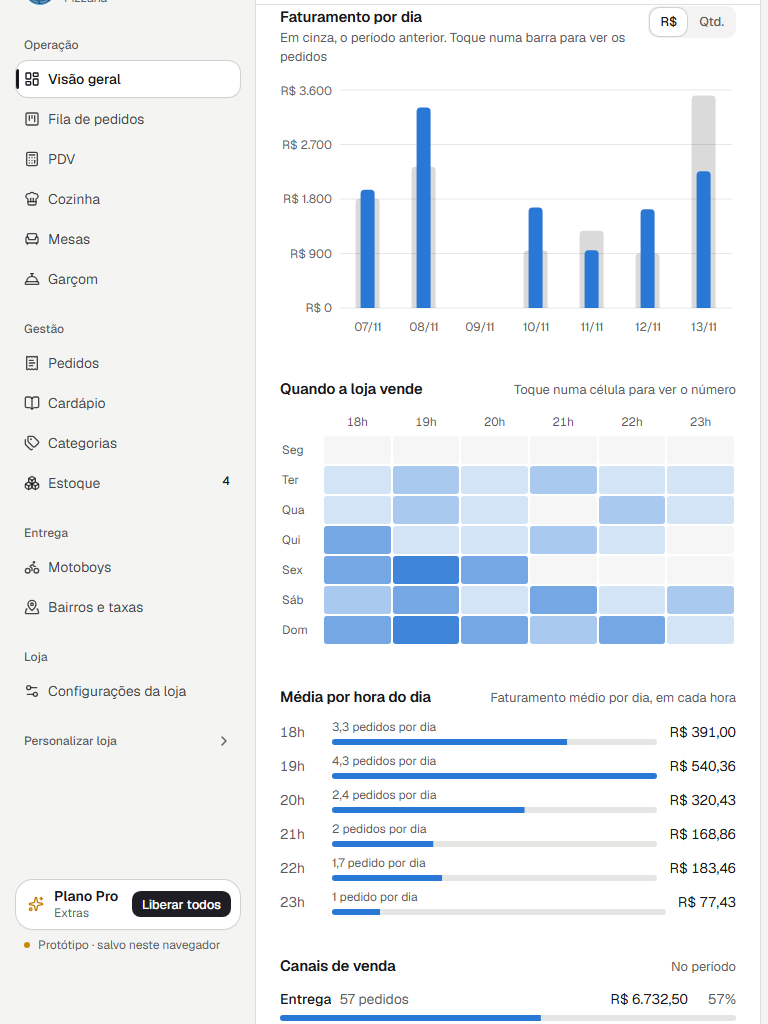 Operação
Visão geral
Fila de pedidos
PDV
Cozinha
Mesas
Garçom
Gestão
Pedidos
Cardápio
Categorias
Estoque 4
Entrega
Motoboys
Bairros e taxas
Loja
Configurações da loja
Personalizar loja
Plano Pro
Extras
Liberar todos
Protótipo · salvo neste navegador
Faturamento por dia
Em cinza, o período anterior. Toque numa barra para ver os
pedidos
R$ Qtd.
R$ 3.600
R$ 2.700
R$ 1.800
R$ 900
R$ 0
07/11 08/11 09/11 10/11 11/11 12/11 13/11
Quando a loja vende Toque numa célula para ver o número
18h 19h 20h 21h 22h 23h
Seg
Ter
Qua
Qui
Sex
Sáb
Dom
Média por hora do dia Faturamento médio por dia, em cada hora
18h 3,3 pedidos por dia R$ 391,00
19h 4,3 pedidos por dia R$ 540,36
20h 2,4 pedidos por dia R$ 320,43
21h 2 pedidos por dia R$ 168,86
22h 1,7 pedido por dia R$ 183,46
23h 1 pedido por dia R$ 77,43
Canais de venda No período
Entrega 57 pedidos R$ 6.732,50 57%